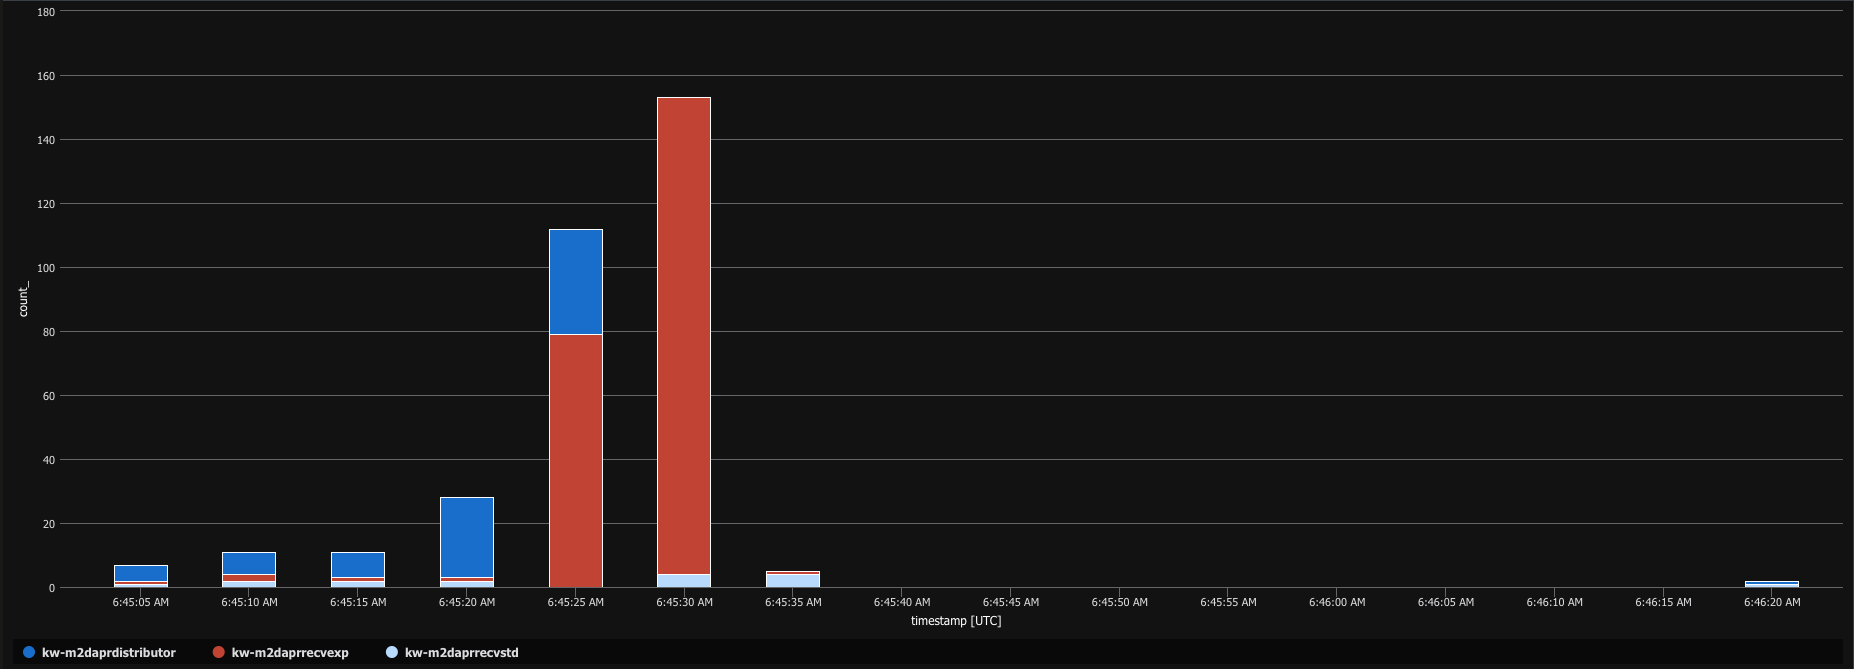 180
160
140
120
100
80
60
40
20
0
count_
6:45:05 AM 6:45:10 AM 6:45:15 AM 6:45:20 AM 6:45:25 AM 6:45:30 AM 6:45:35 AM 6:45:40 AM 6:45:45 AM 6:45:50 AM 6:45:55 AM 6:46:00 AM 6:46:05 AM 6:46:10 AM 6:46:15 AM 6:46:20 AM
timestamp [UTC]
kw-m2daprdistributor kw-m2daprrecvexp kw-m2daprrecvstd